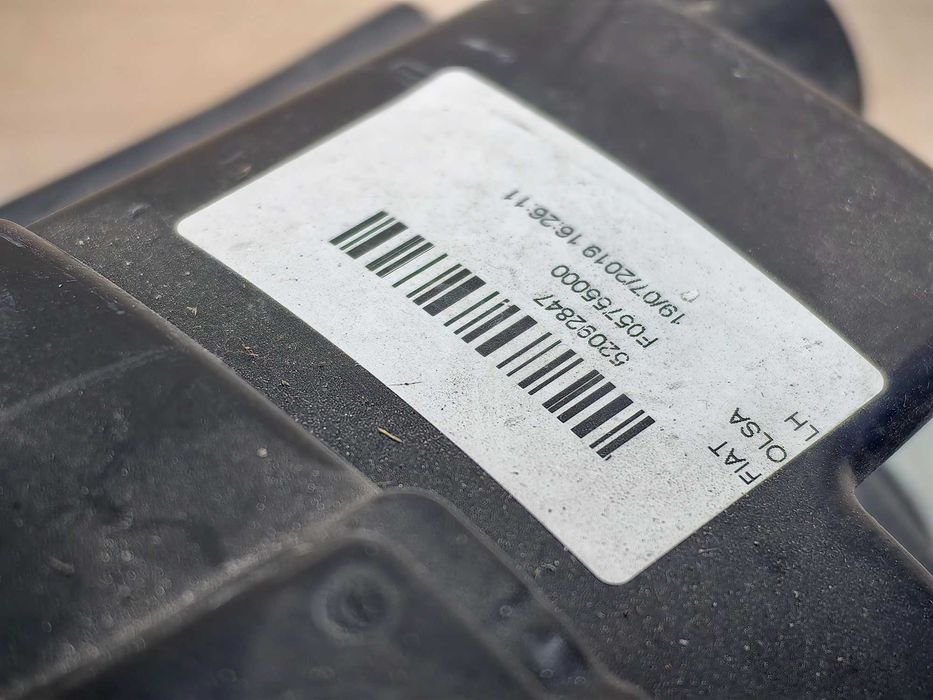 FIAT
OLSA
LH
52092847
F05755000
19/07/2019 16:26:11
D